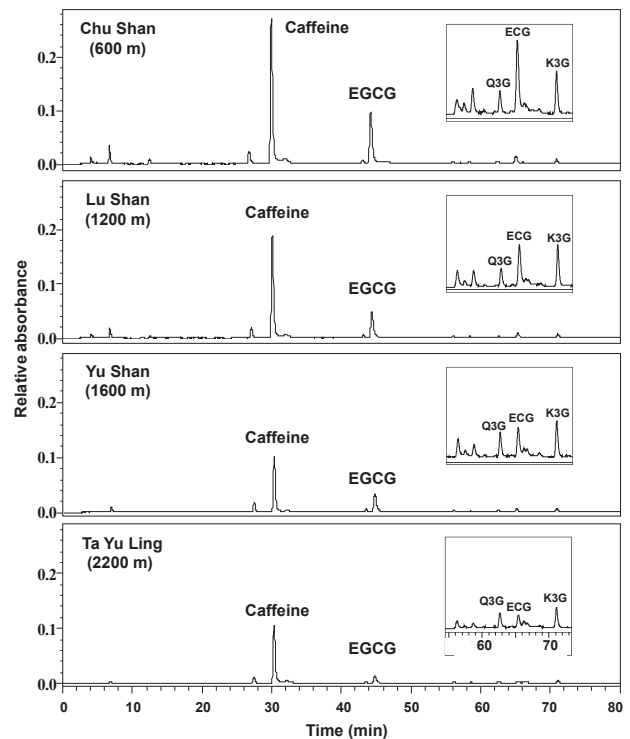 Relative absorbance
Chu Shan
(600 m)
Caffeine
EGCG
0.2
0.1
0.0
Q3G
ECG
K3G
Lu Shan
(1200 m)
Caffeine
EGCG
0.2
0.1
0.0
Q3G
ECG
K3G
Yu Shan
(1600 m)
Caffeine
EGCG
0.2
0.1
0.0
Q3G
ECG
K3G
Ta Yu Ling
(2200 m)
Caffeine
EGCG
0.2
0.1
0.0
Q3G
ECG
K3G
60 70
0 10 20 30 40 50 60 70 80
Time (min)